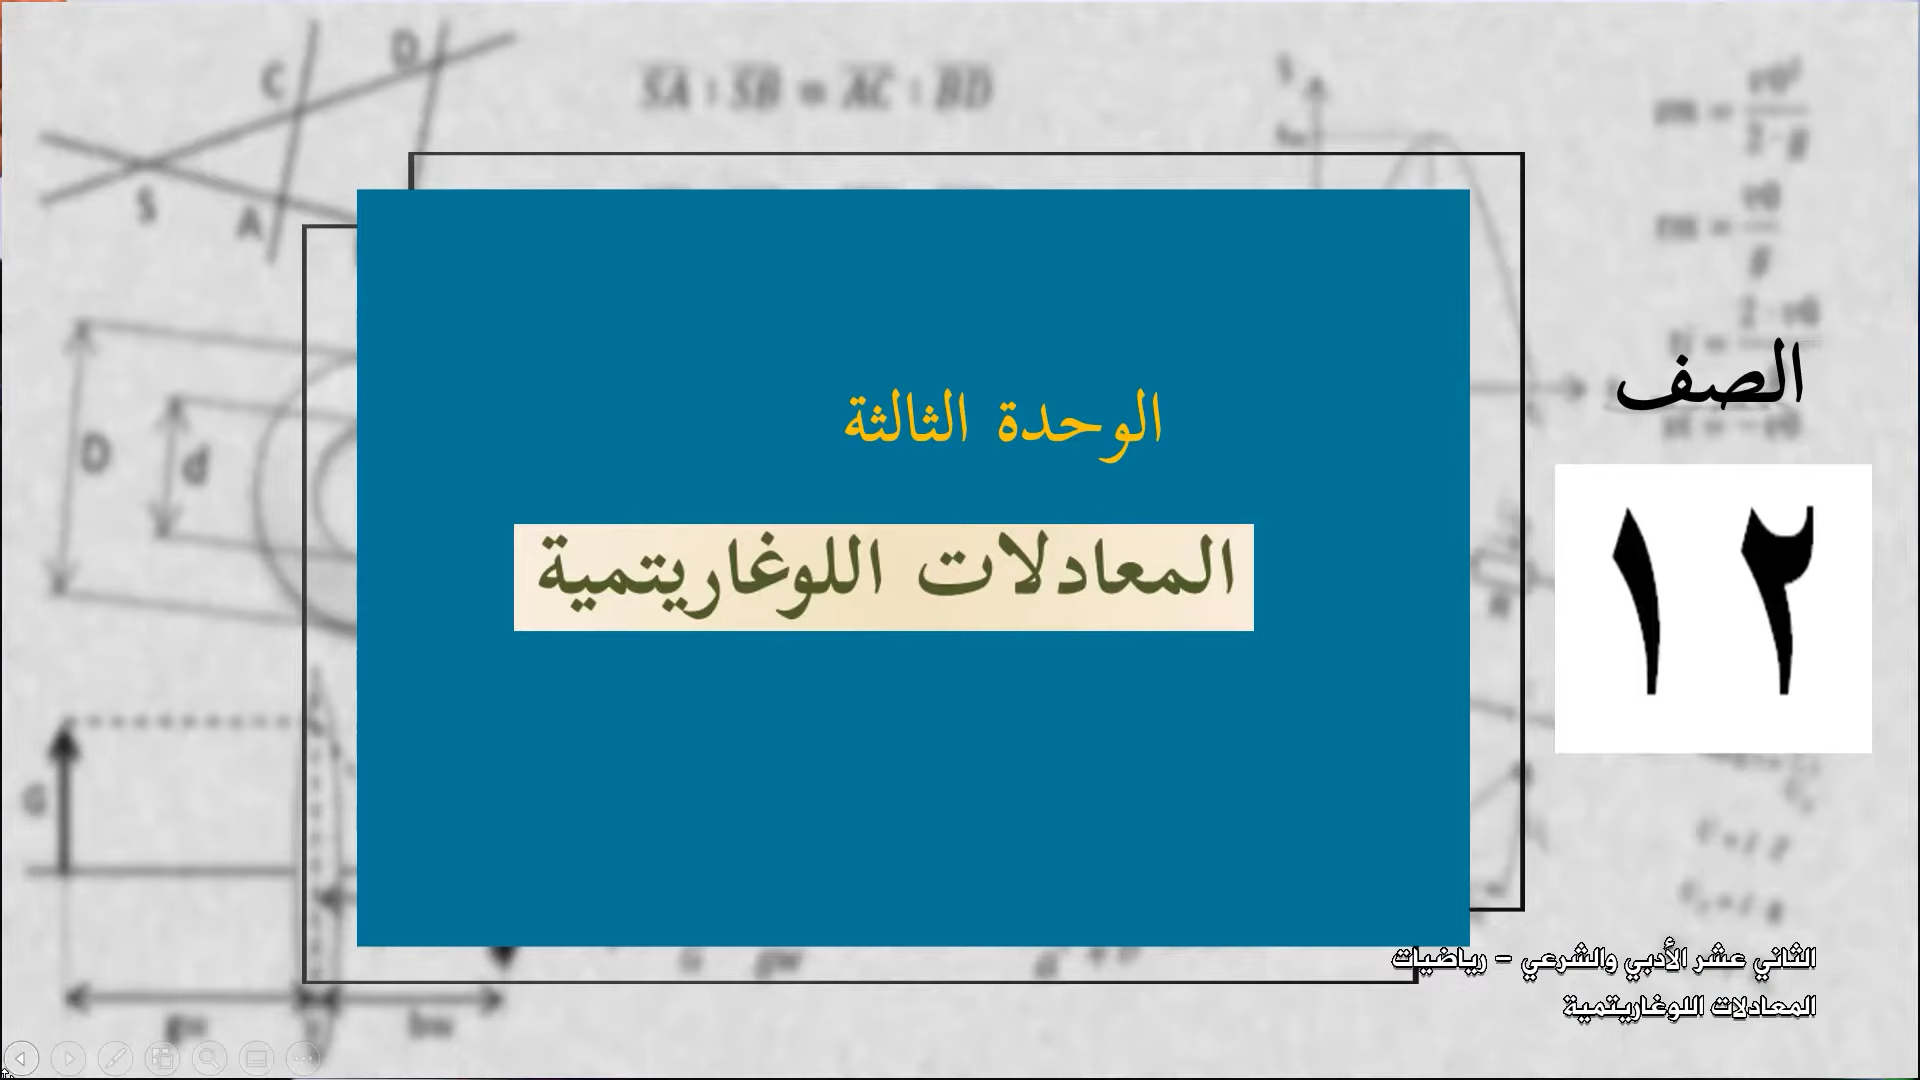 C
D
S
A
SA : SB = AC : BD
D
d
G
الوحدة الثالثة
المعادلات اللوغاريتمية
الصف
١٢
الثاني عشر الأدبي والشرعي – رياضيات
المعادلات اللوغاريتمية